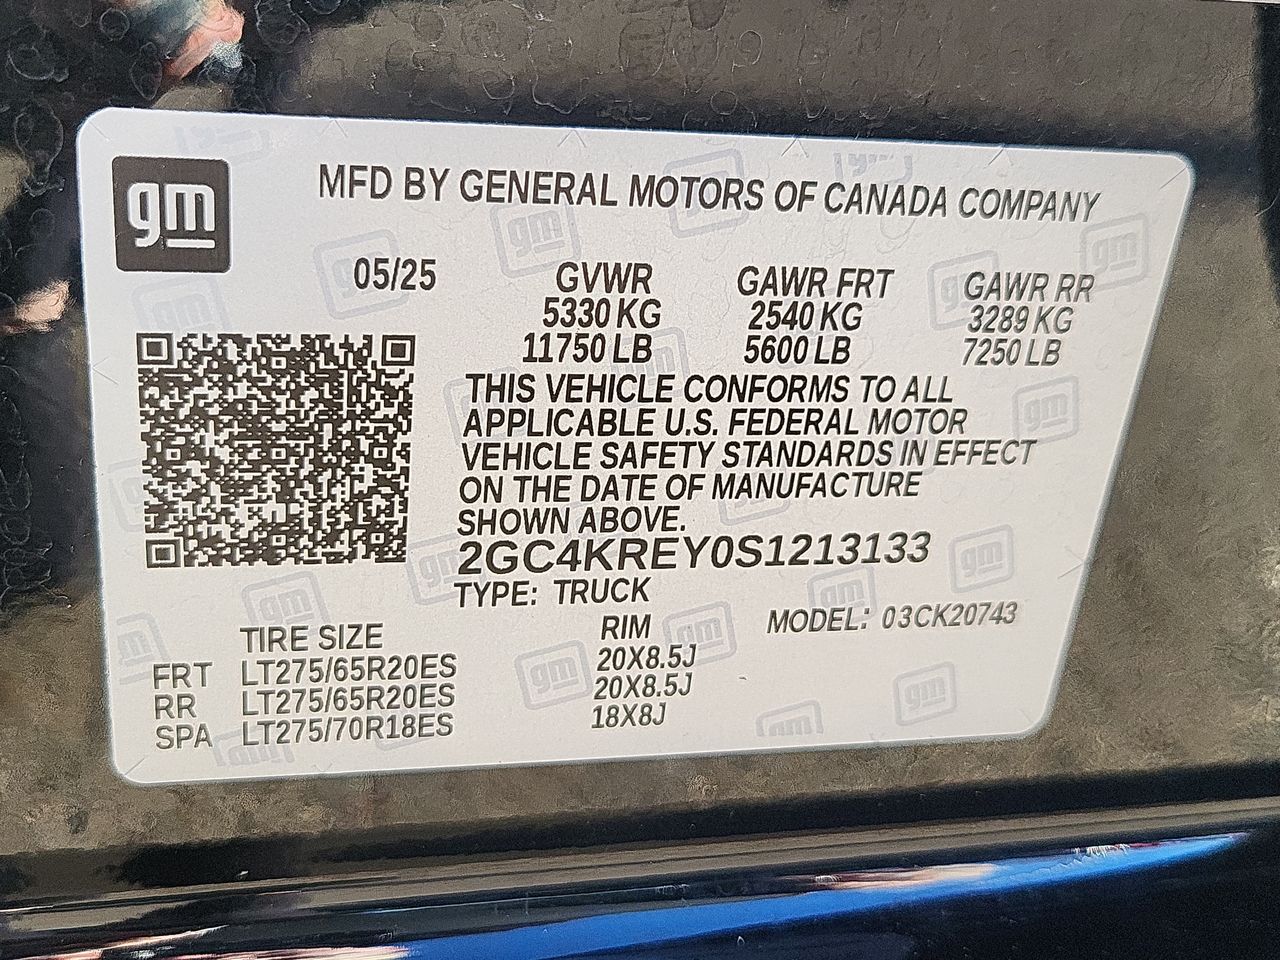 gm
MFD BY GENERAL MOTORS OF CANADA COMPANY
05/25 GVWR GAWR FRT GAWR RR
5330 KG 2540 KG 3289 KG
11750 LB 5600 LB 7250 LB
THIS VEHICLE CONFORMS TO ALL
APPLICABLE U.S. FEDERAL MOTOR
VEHICLE SAFETY STANDARDS IN EFFECT
ON THE DATE OF MANUFACTURE
SHOWN ABOVE.
2GC4KREY0S1213133
TYPE: TRUCK
MODEL: 03CK20743
TIRE SIZE RIM
FRT LT275/65R20ES 20X8.5J
RR LT275/65R20ES 20X8.5J
SPA LT275/70R18ES 18X8J